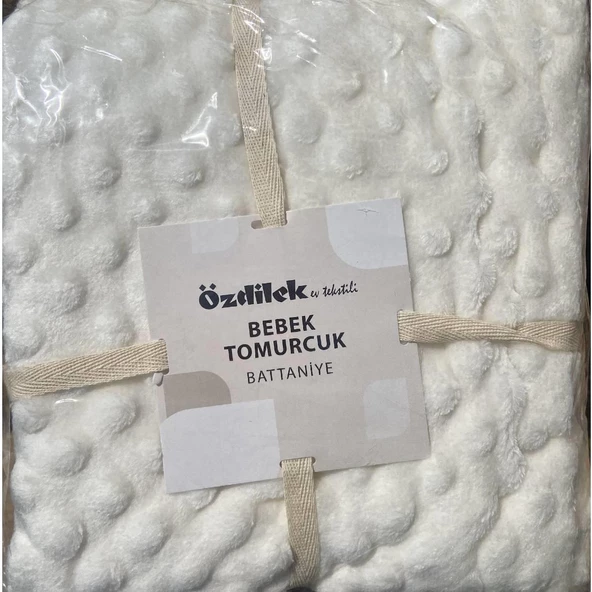 Özdilek ev tekstili
BEBEK
TOMURCUK
BATTANİYE